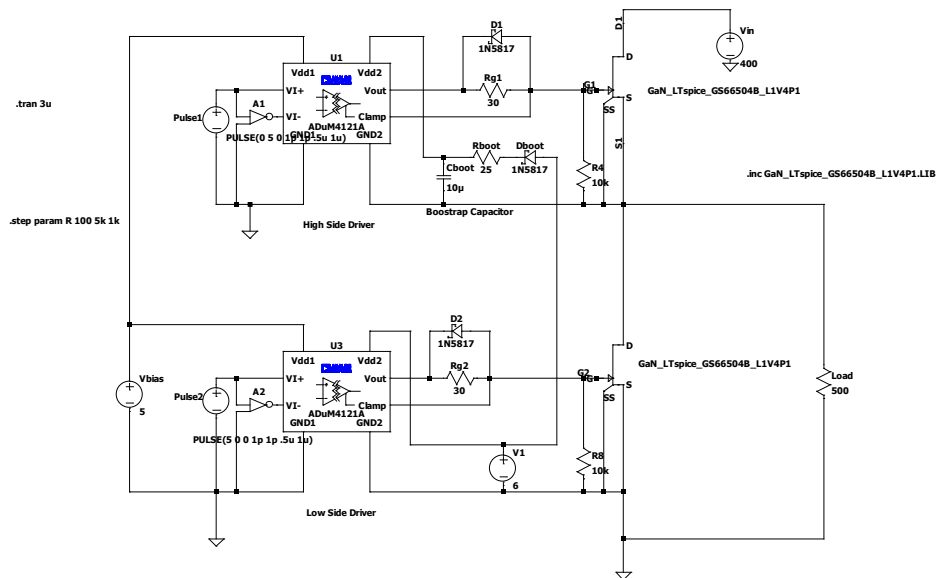 D1
1N5817
D1
Vin
400
U1
Vdd1
Vdd2
VI+
Vout
Rg1
30
D
G1
G
GaN_LTspice_GS66504B_L1V4P1
S
SS
.tran 3u
Pulse1
A1
VI-
Clamp
ADuM4121A
GND1
GND2
PULSE(0 5 0 1p 1p .5u 1u)
S1
Rboot
25
Dboot
1N5817
Cboot
10µ
R4
10k
.inc GaN_LTspice_GS66504B_L1V4P1.LIB
Boostrap Capacitor
.step param R 100 5k 1k
High Side Driver
D2
1N5817
U3
Vdd1
Vdd2
VI+
Vout
Rg2
30
D
G2
G
GaN_LTspice_GS66504B_L1V4P1
S
SS
Vbias
5
Pulse2
A2
VI-
Clamp
ADuM4121A
GND1
GND2
PULSE(5 0 0 1p 1p .5u 1u)
Load
500
V1
6
R8
10k
Low Side Driver